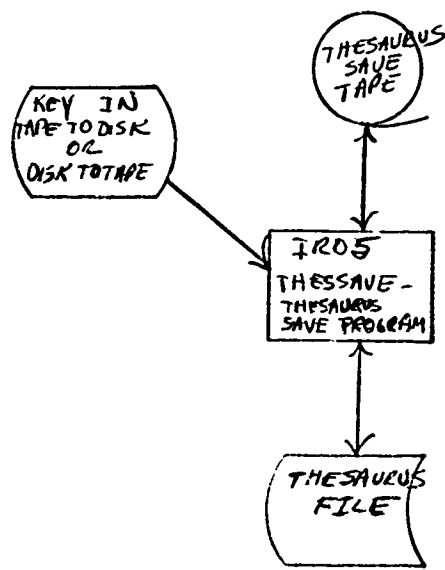 THESAURUS
SAVE
TAPE
KEY IN
TAPE TO DISK
OR
DISK TO TAPE
IR05
THESSAVE -
THESAURUS
SAVE PROGRAM
THESAURUS
FILE